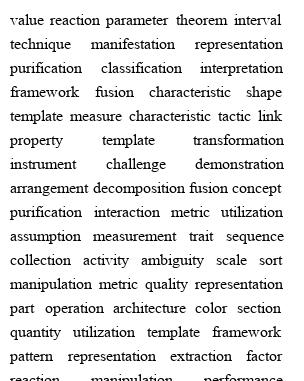 value reaction parameter theorem interval
technique manifestation representation
purification classification interpretation
framework fusion characteristic shape
template measure characteristic tactic link
property template transformation
instrument challenge demonstration
arrangement decomposition fusion concept
purification interaction metric utilization
assumption measurement trait sequence
collection activity ambiguity scale sort
manipulation metric quality representation
part operation architecture color section
quantity utilization template framework
pattern representation extraction factor
reaction manipulation performance